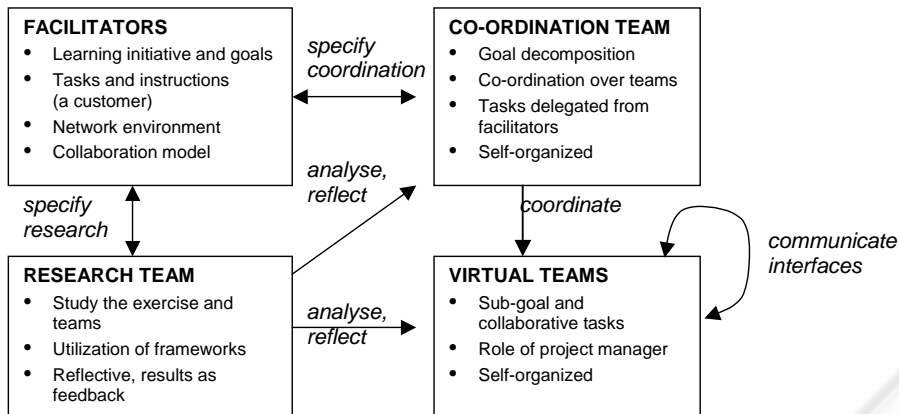 FACILITATORS
• Learning initiative and goals
• Tasks and instructions
(a customer)
• Network environment
• Collaboration model
specify
coordination
CO-ORDINATION TEAM
• Goal decomposition
• Co-ordination over teams
• Tasks delegated from
facilitators
• Self-organized
specify
research
analyse,
reflect
coordinate
communicate
interfaces
RESEARCH TEAM
• Study the exercise and
teams
• Utilization of frameworks
• Reflective, results as
feedback
analyse,
reflect
VIRTUAL TEAMS
• Sub-goal and
collaborative tasks
• Role of project manager
• Self-organized